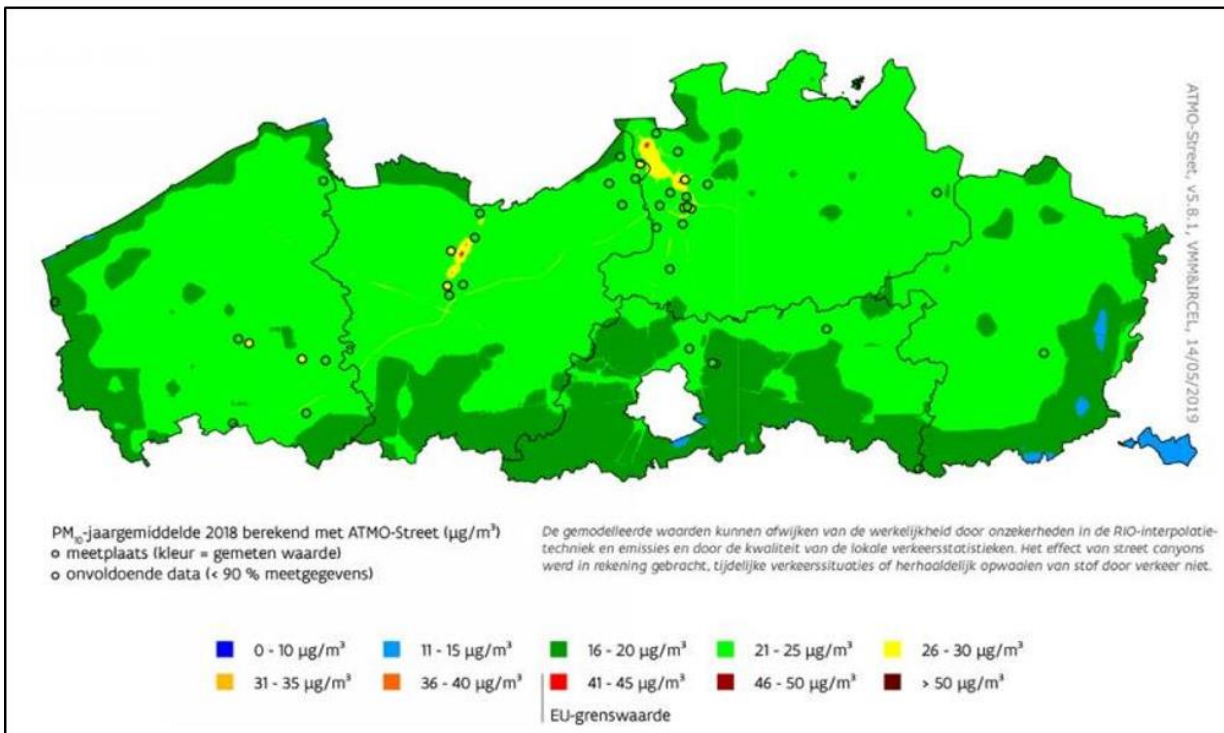 ATMO-Street, v5.8.1, VMM&IRCEL, 14/05/2019
PM₁₀-jaargemiddelde 2018 berekend met ATMO-Street (µg/m³)
o meetplaats (kleur = gemeten waarde)
o onvoldoende data (< 90 % meetgegevens)
De gemodelleerde waarden kunnen afwijken van de werkelijkheid door onzekerheden in de RIO-interpolatie-
techniek en emissies en door de kwaliteit van de lokale verkeersstatistieken. Het effect van street canyons
werd in rekening gebracht, tijdelijke verkeerssituaties of herhaaldelijk opwaaien van stof door verkeer niet.
0 - 10 µg/m³ 11 - 15 µg/m³ 16 - 20 µg/m³ 21 - 25 µg/m³ 26 - 30 µg/m³
31 - 35 µg/m³ 36 - 40 µg/m³ 41 - 45 µg/m³ 46 - 50 µg/m³ > 50 µg/m³
EU-grenswaarde